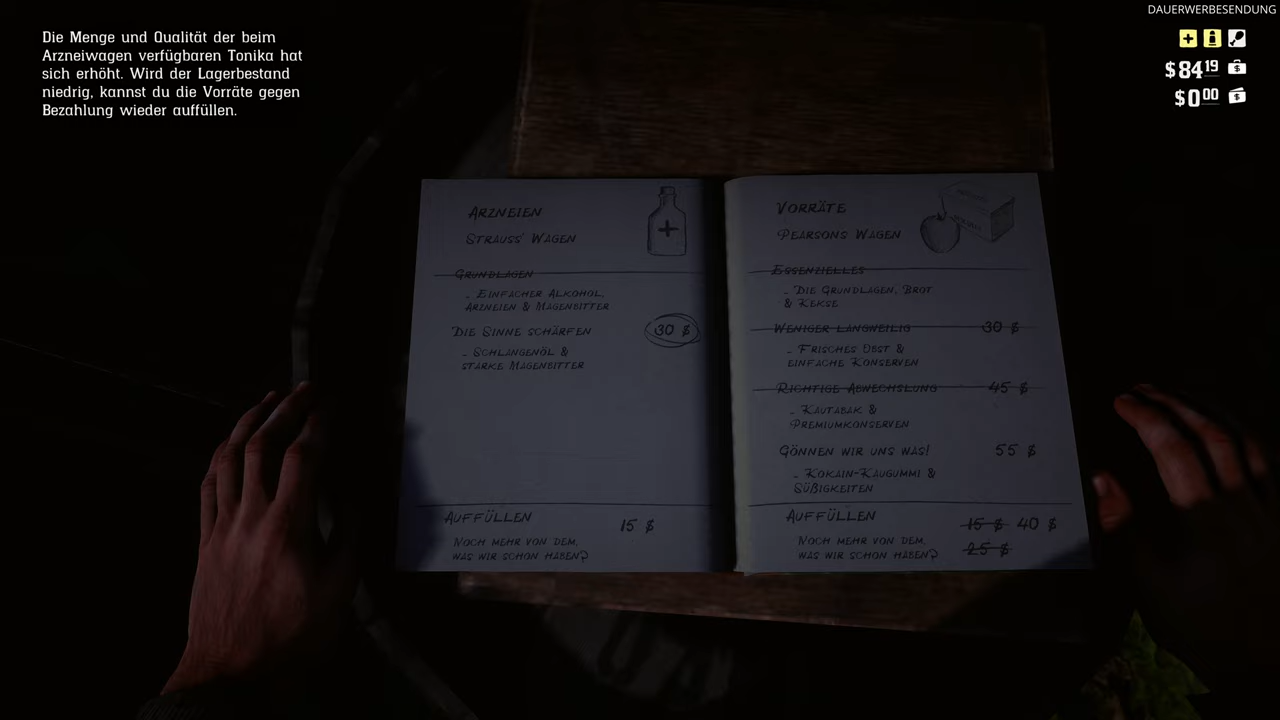 DAUERWERBESENDUNG
Die Menge und Qualität der beim
Arzneiwagen verfügbaren Tonika hat
sich erhöht. Wird der Lagerbestand
niedrig, kannst du die Vorräte gegen
Bezahlung wieder auffüllen.
$84 19
$0 00
ARZNEIEN
STRAUSS' WAGEN
GRUNDLAGEN
- EINFACHER ALKOHOL,
ARZNEIEN & MAGENBITTER
DIE SINNE SCHÄRFEN 30 $
- SCHLANGENÖL &
STARKE MAGENBITTER
AUFFÜLLEN 15 $
NOCH MEHR VON DEM,
WAS WIR SCHON HABEN?
VORRÄTE
PEARSONS WAGEN
ESSENZIELLES
- DIE GRUNDLAGEN, BROT
& KEKSE
WENIGER LANGWEILIG 30 $
- FRISCHES OBST &
EINFACHE KONSERVEN
RICHTIGE ABWECHSLUNG 45 $
- KAUTABAK &
PREMIUMKONSERVEN
GÖNNEN WIR UNS WAS! 55 $
- KOKAIN-KAUGUMMI &
SÜßIGKEITEN
AUFFÜLLEN 15 $ 40 $
NOCH MEHR VON DEM,
WAS WIR SCHON HABEN? 25 $